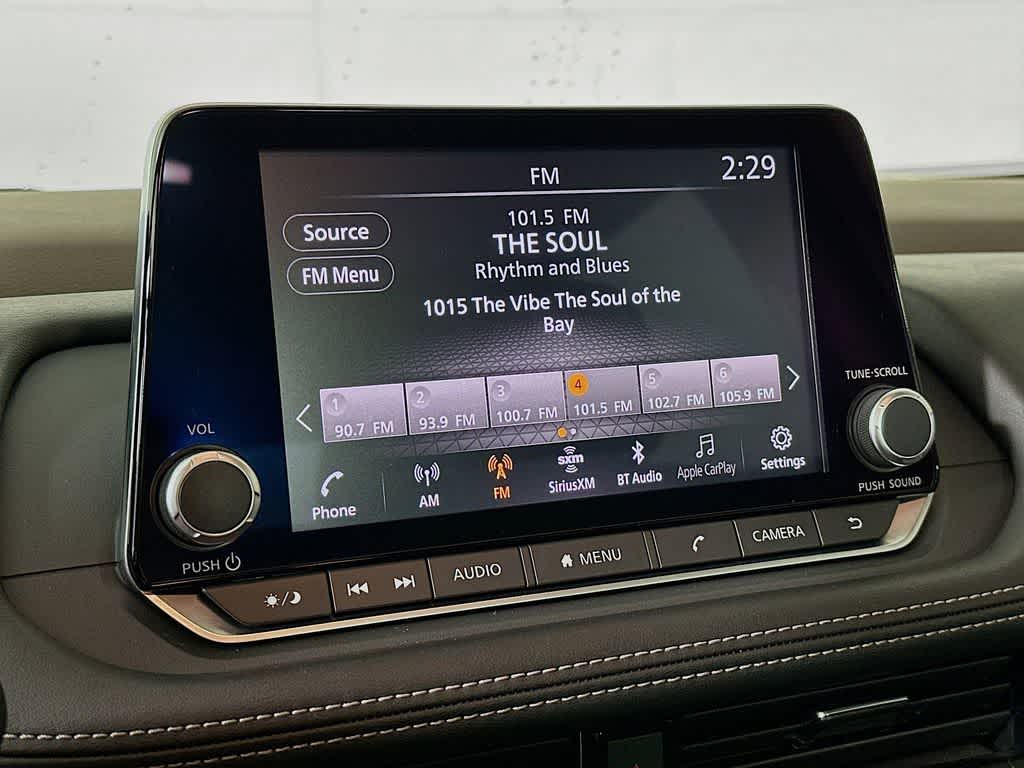 FM
2:29
Source
FM Menu
101.5 FM
THE SOUL
Rhythm and Blues
1015 The Vibe The Soul of the
Bay
1
90.7 FM
2
93.9 FM
3
100.7 FM
4
101.5 FM
5
102.7 FM
6
105.9 FM
Phone
AM
A
FM
sxm
SiriusXM
BT Audio
Apple CarPlay
Settings
VOL
PUSH
TUNE·SCROLL
PUSH SOUND
AUDIO
MENU
CAMERA